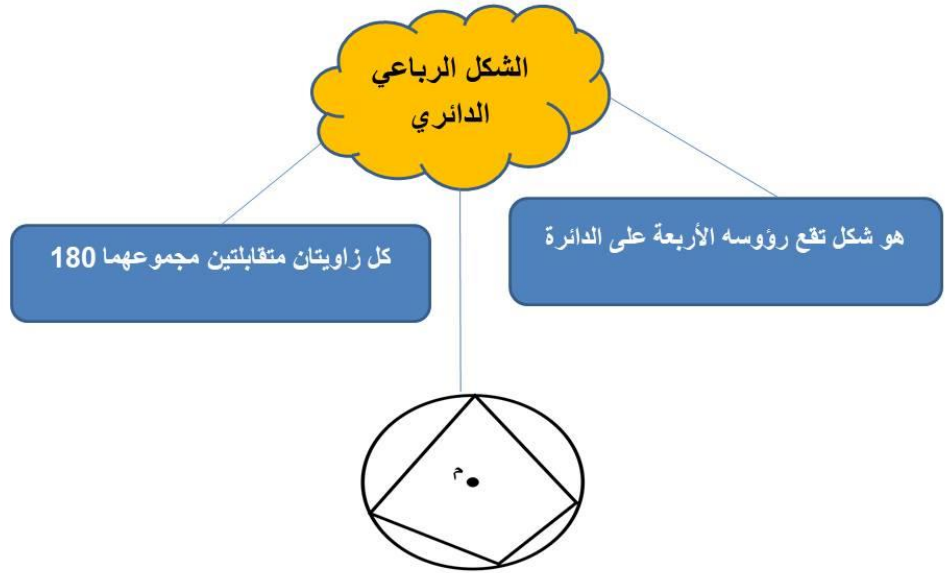 الشكل الرباعي
الدائري
هو شكل تقع رؤوسه الأربعة على الدائرة
كل زاويتان متقابلتين مجموعهما 180
م